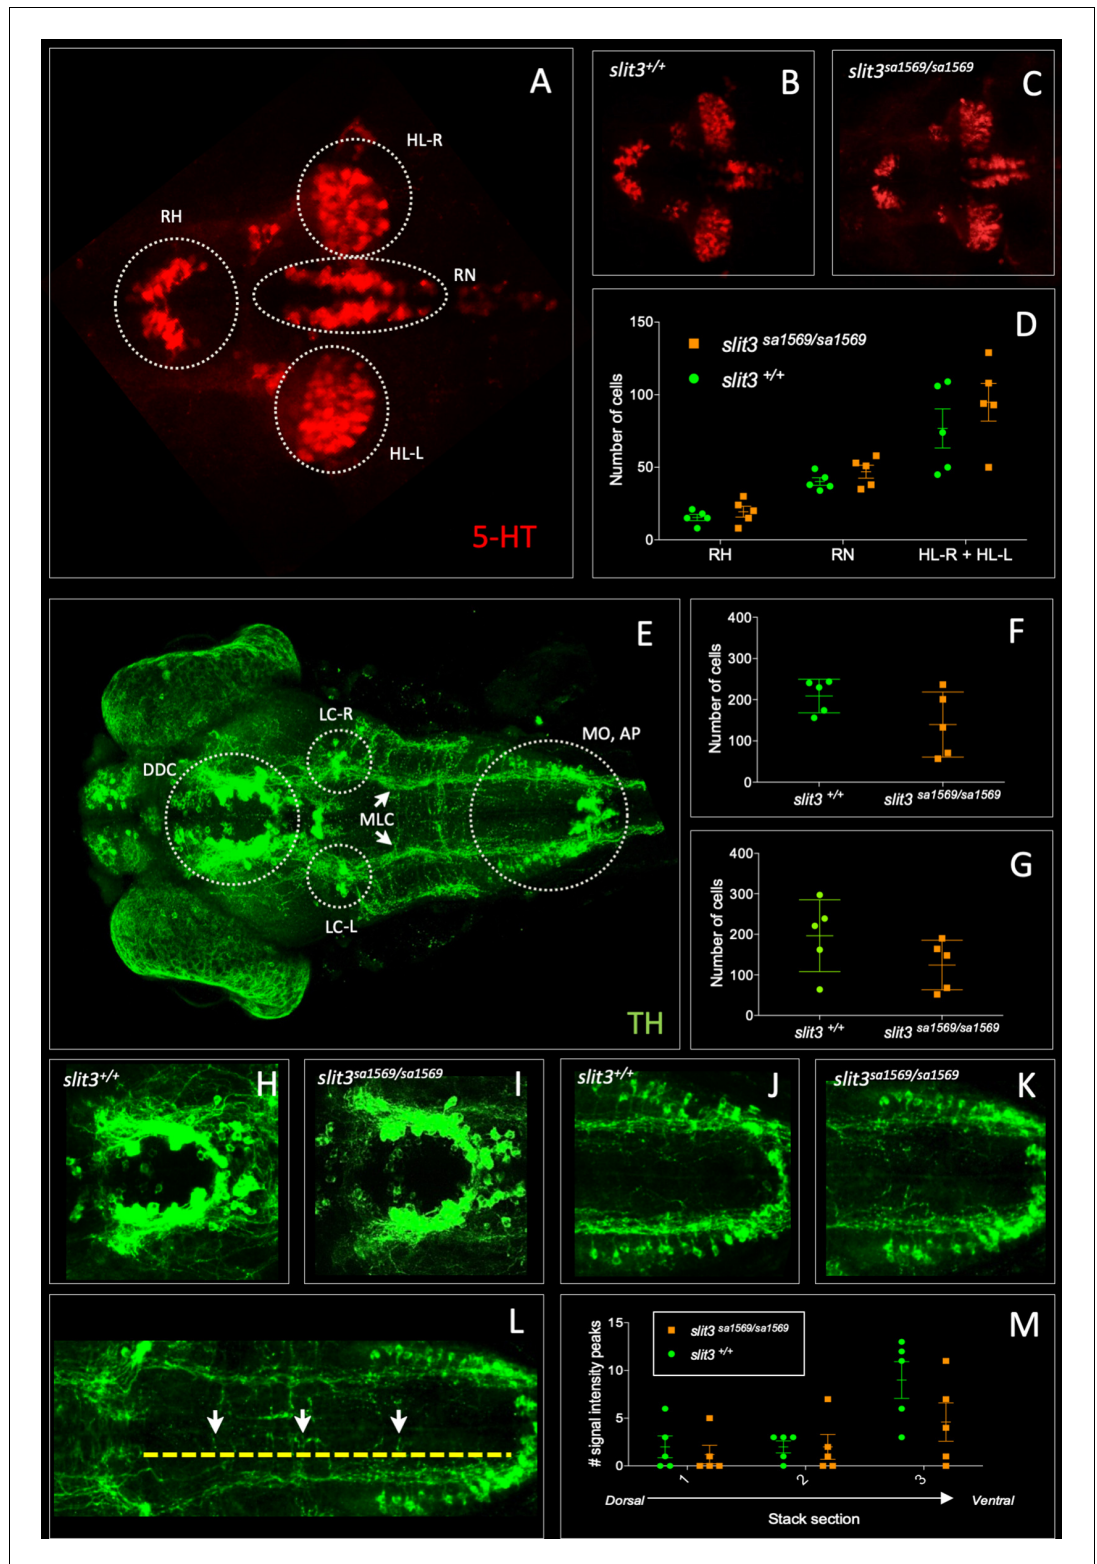 A
HL-R
RH
RN
HL-L
5-HT
slit3+/+
B
slit3sa1569/sa1569
C
D
Number of cells
150
100
50
0
slit3 sa1569/sa1569
slit3 +/+
RH
RN
HL-R + HL-L
E
LC-R
MO, AP
DDC
MLC
LC-L
TH
F
Number of cells
400
300
200
100
0
slit3 +/+
slit3 sa1569/sa1569
G
Number of cells
400
300
200
100
0
slit3 +/+
slit3 sa1569/sa1569
slit3+/+
H
slit3sa1569/sa1569
I
slit3+/+
J
slit3sa1569/sa1569
K
L
M
# signal intensity peaks
15
10
5
0
slit3 sa1569/sa1569
slit3 +/+
1
2
3
Dorsal
Ventral
Stack section